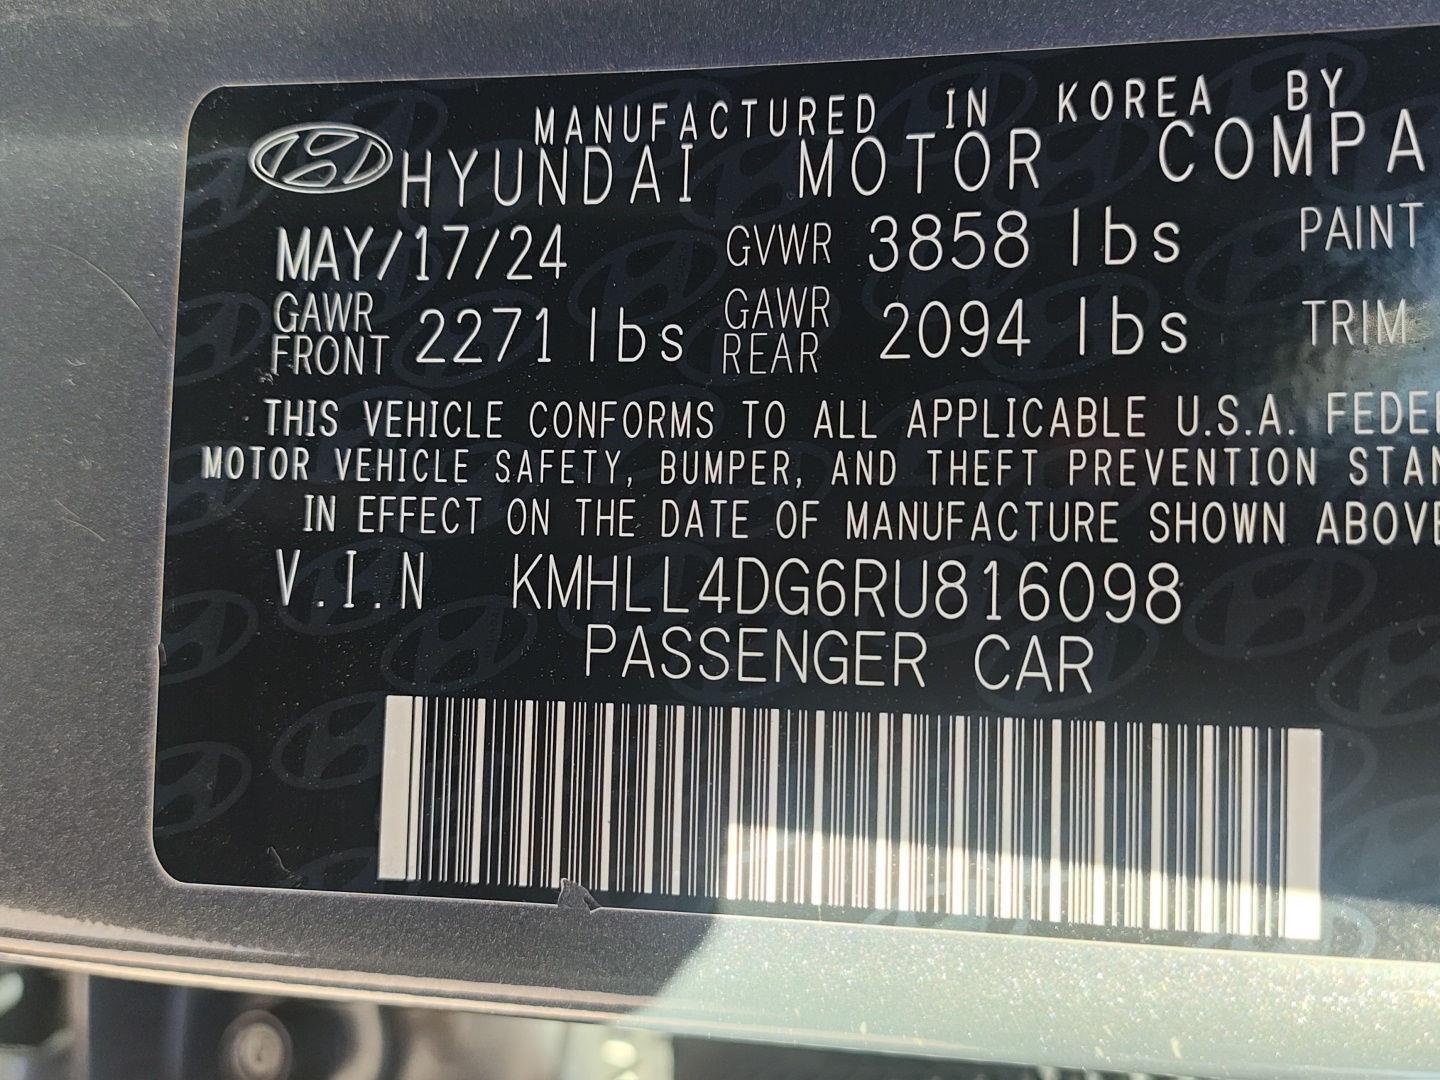 MANUFACTURED IN KOREA BY
HYUNDAI MOTOR COMPA
MAY/17/24 GVWR 3858 lbs PAINT
GAWR FRONT 2271 lbs GAWR REAR 2094 lbs TRIM
THIS VEHICLE CONFORMS TO ALL APPLICABLE U.S.A. FEDE
MOTOR VEHICLE SAFETY, BUMPER, AND THEFT PREVENTION STAN
IN EFFECT ON THE DATE OF MANUFACTURE SHOWN ABOVE
V.I.N KMHLL4DG6RU816098
PASSENGER CAR